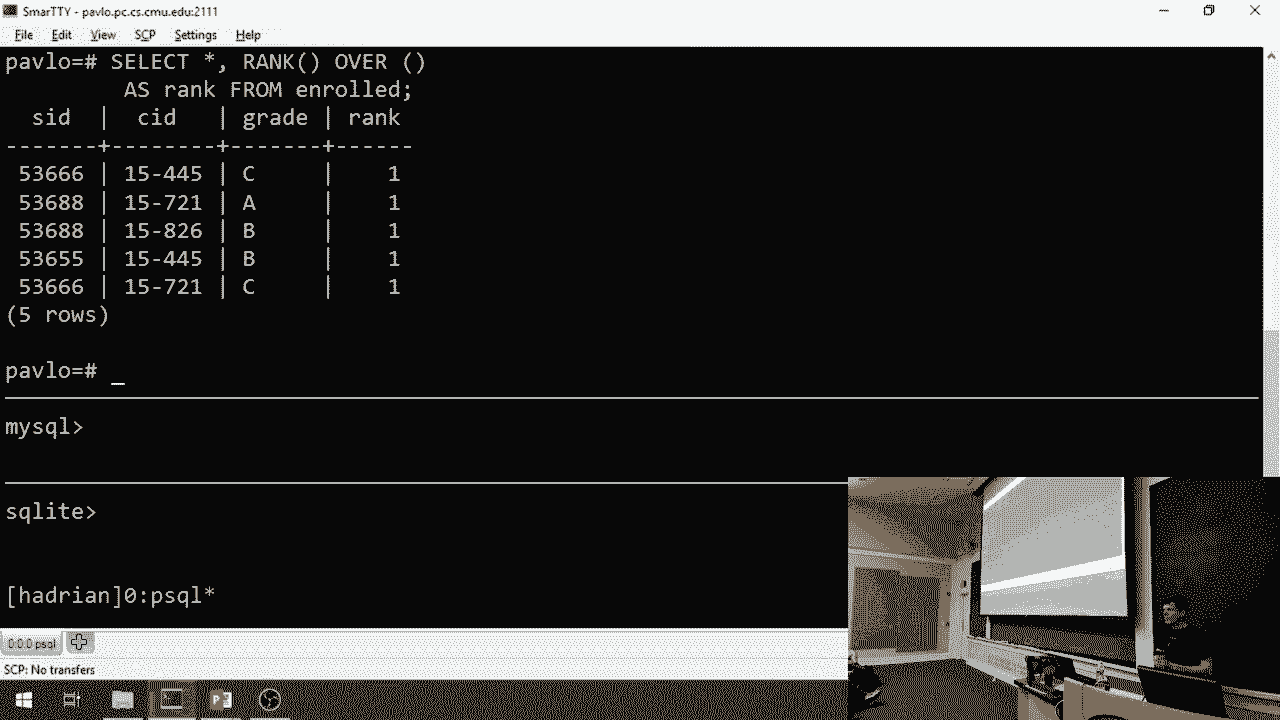 SmarTTY - pavlo.pc.cs.cmu.edu:2111
File Edit View SCP Settings Help
pavlo=# SELECT *, RANK() OVER ()
AS rank FROM enrolled;
sid | cid | grade | rank
-------+--------+-------+------
53666 | 15-445 | C | 1
53688 | 15-721 | A | 1
53688 | 15-826 | B | 1
53655 | 15-445 | B | 1
53666 | 15-721 | C | 1
(5 rows)
pavlo=# _
mysql>
sqlite>
[hadrian]0:psql*
0:0:0 psql
SCP: No transfers